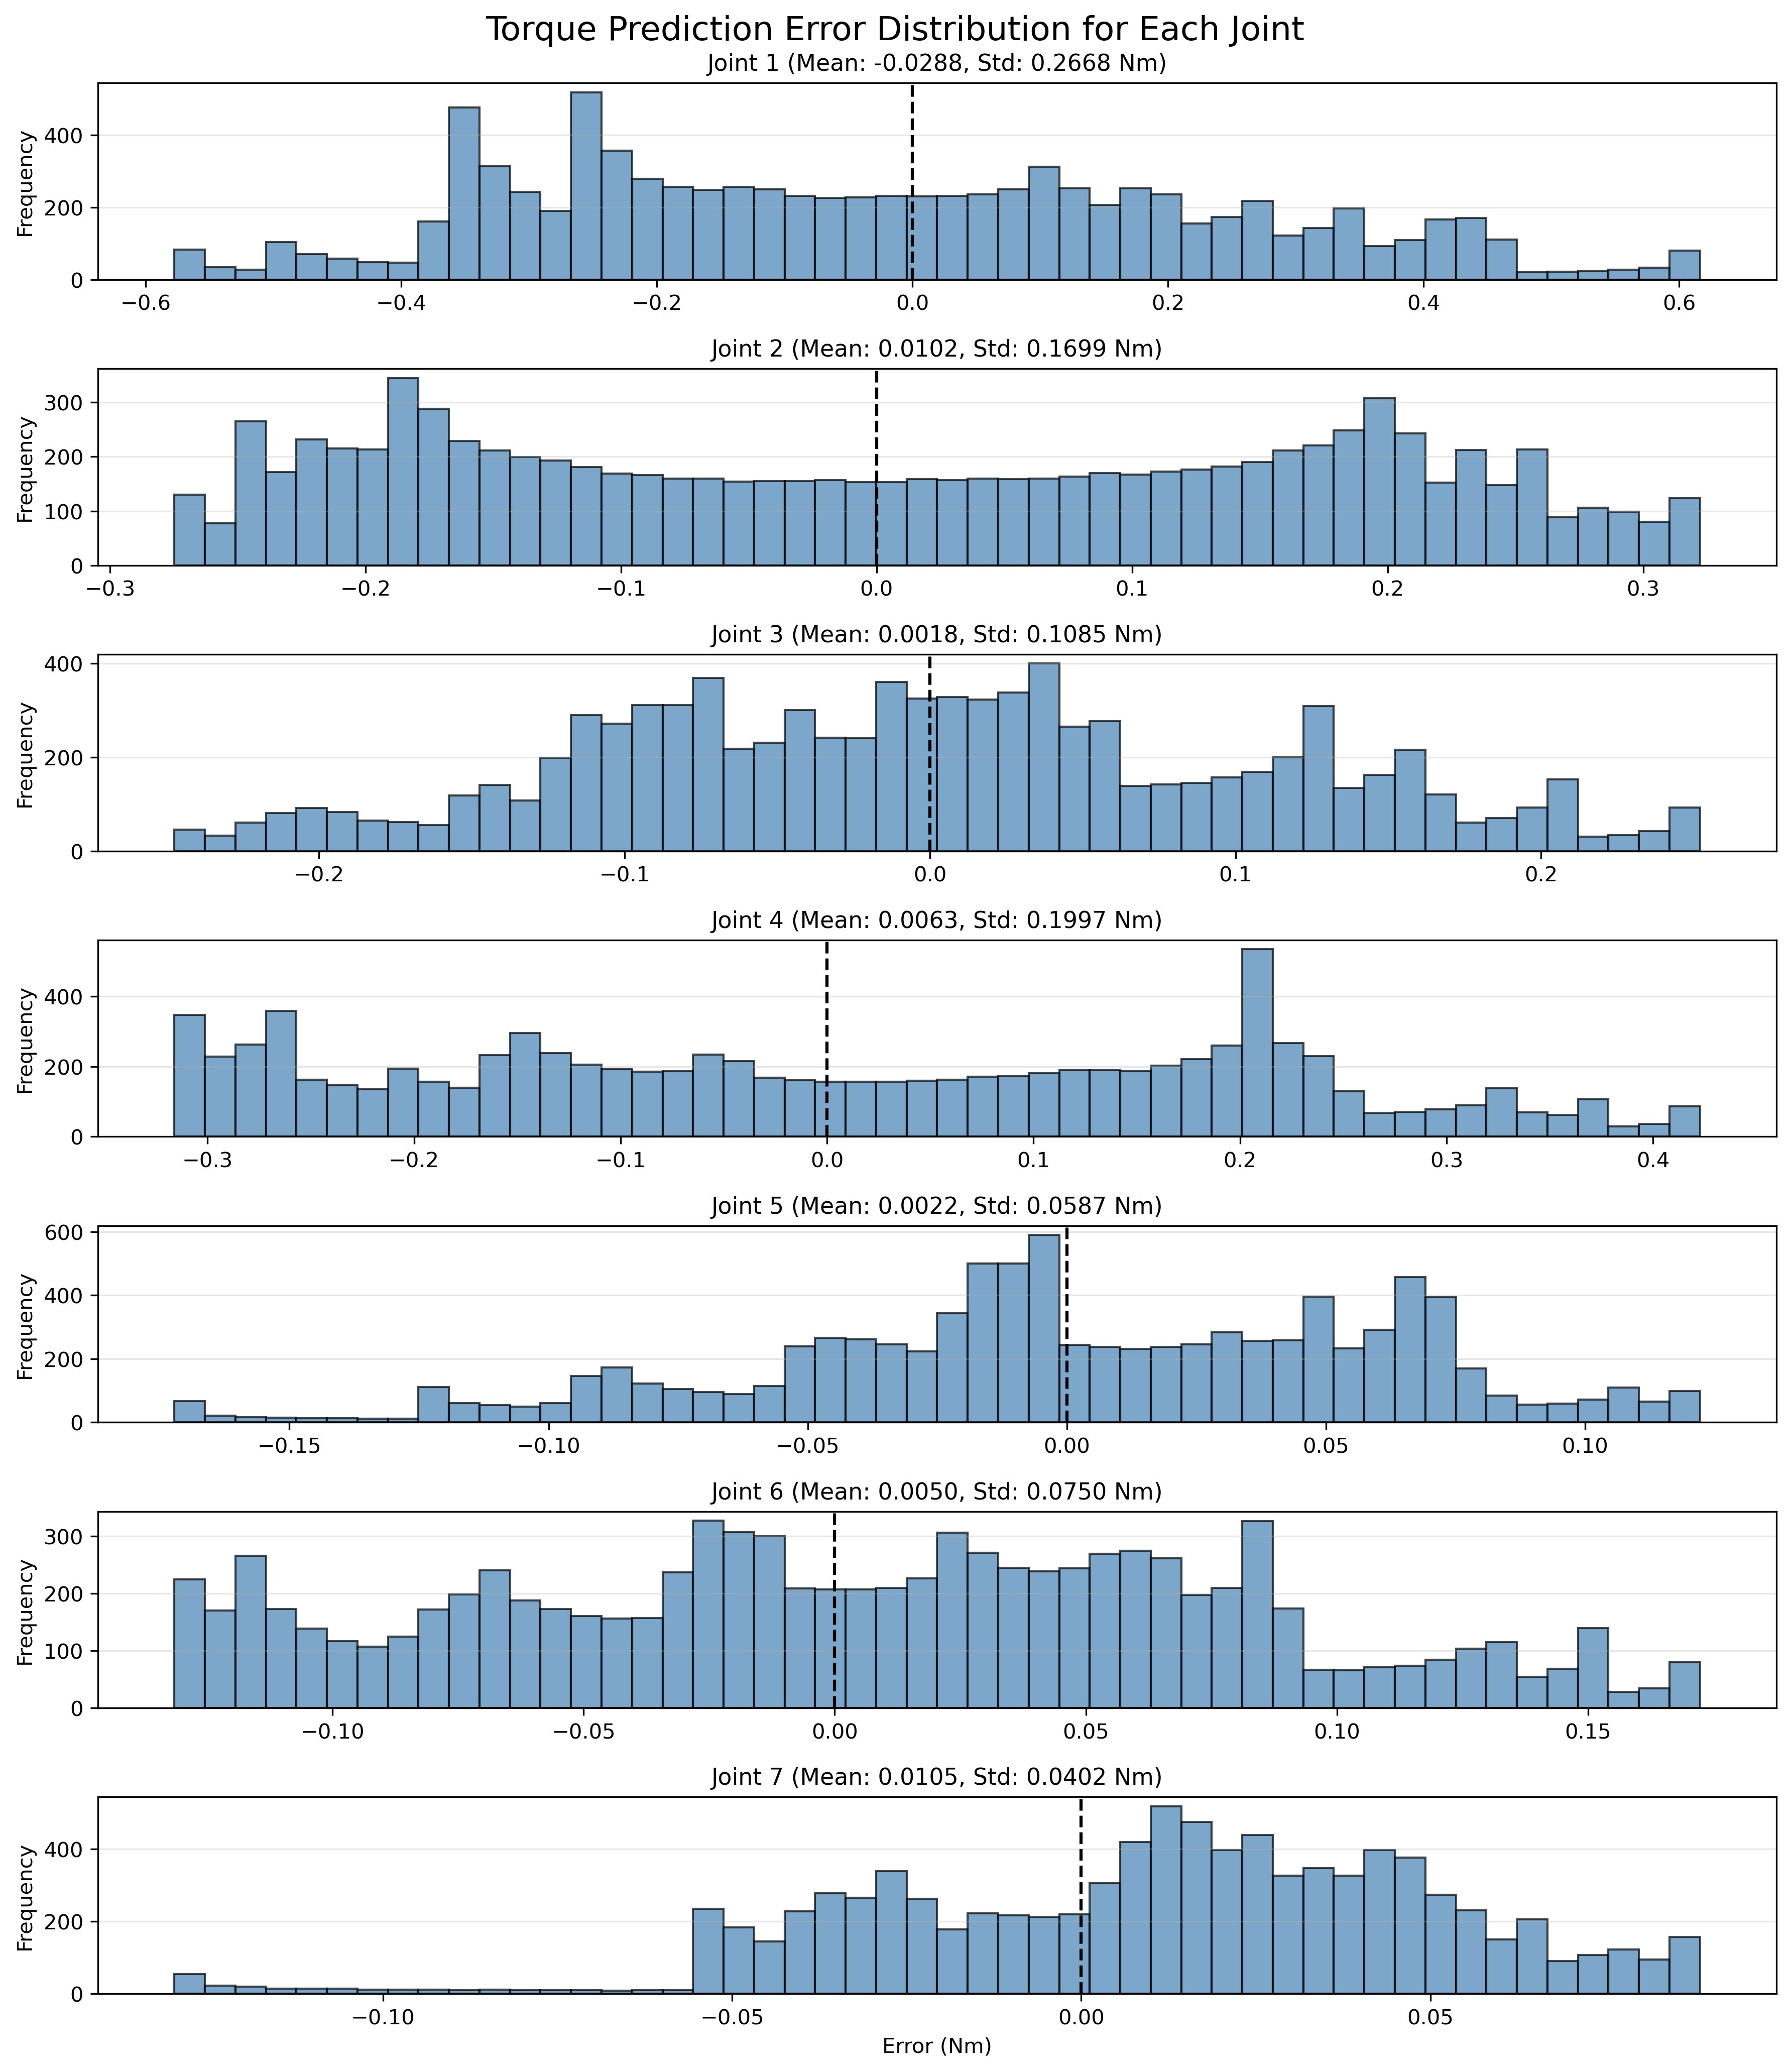 Torque Prediction Error Distribution for Each Joint
Joint 1 (Mean: -0.0288, Std: 0.2668 Nm)
Frequency
400
200
0
−0.6 −0.4 −0.2 0.0 0.2 0.4 0.6
Joint 2 (Mean: 0.0102, Std: 0.1699 Nm)
Frequency
300
200
100
0
−0.3 −0.2 −0.1 0.0 0.1 0.2 0.3
Joint 3 (Mean: 0.0018, Std: 0.1085 Nm)
Frequency
400
200
0
−0.2 −0.1 0.0 0.1 0.2
Joint 4 (Mean: 0.0063, Std: 0.1997 Nm)
Frequency
400
200
0
−0.3 −0.2 −0.1 0.0 0.1 0.2 0.3 0.4
Joint 5 (Mean: 0.0022, Std: 0.0587 Nm)
Frequency
600
400
200
0
−0.15 −0.10 −0.05 0.00 0.05 0.10
Joint 6 (Mean: 0.0050, Std: 0.0750 Nm)
Frequency
300
200
100
0
−0.10 −0.05 0.00 0.05 0.10 0.15
Joint 7 (Mean: 0.0105, Std: 0.0402 Nm)
Frequency
400
200
0
−0.10 −0.05 0.00 0.05
Error (Nm)